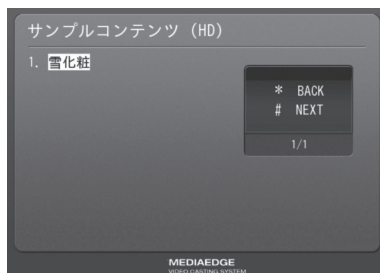 サンプルコンテンツ (HD)
1. 雪化粧
* BACK
# NEXT
1/1
MEDIAEDGE
VIDEO CASTING SYSTEM